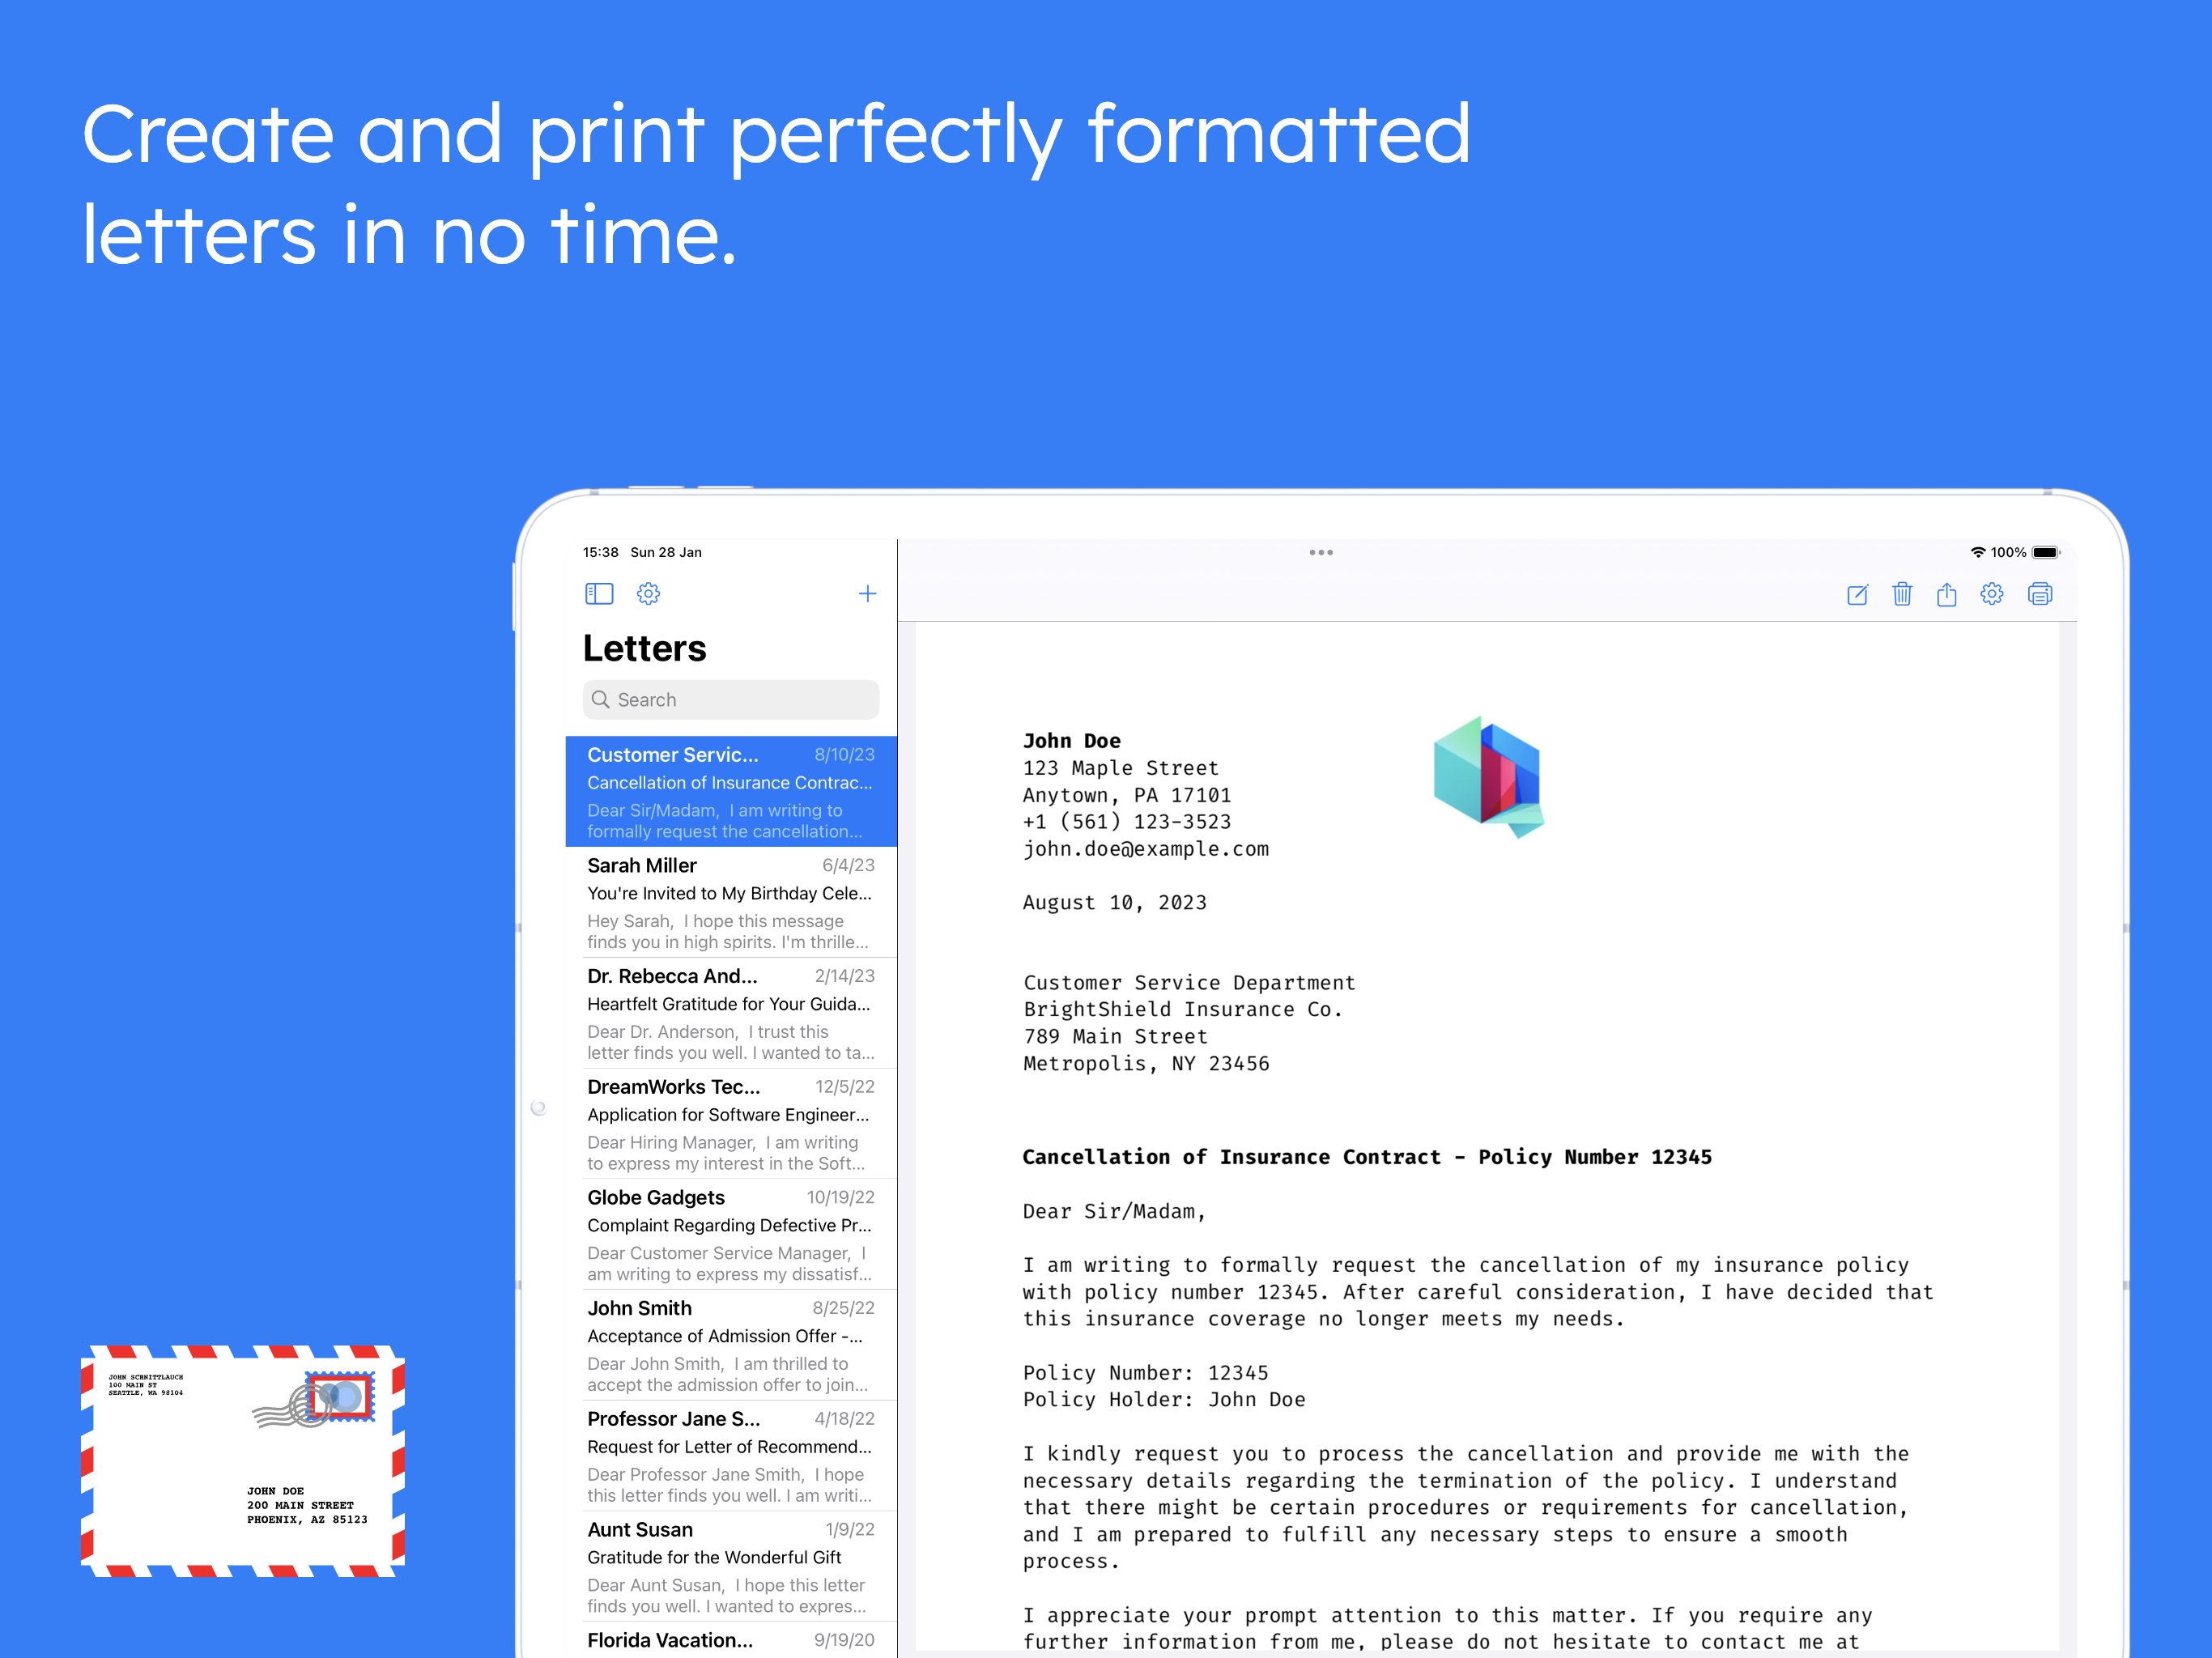 Create and print perfectly formatted
letters in no time.
15:38 Sun 28 Jan
100%
Letters
Search
Customer Servic... 8/10/23
Cancellation of Insurance Contrac...
Dear Sir/Madam, I am writing to
formally request the cancellation...
Sarah Miller 6/4/23
You're Invited to My Birthday Cele...
Hey Sarah, I hope this message
finds you in high spirits. I'm thrille...
Dr. Rebecca And... 2/14/23
Heartfelt Gratitude for Your Guida...
Dear Dr. Anderson, I trust this
letter finds you well. I wanted to ta...
DreamWorks Tec... 12/5/22
Application for Software Engineer...
Dear Hiring Manager, I am writing
to express my interest in the Soft...
Globe Gadgets 10/19/22
Complaint Regarding Defective Pr...
Dear Customer Service Manager, I
am writing to express my dissatisf...
John Smith 8/25/22
Acceptance of Admission Offer -...
Dear John Smith, I am thrilled to
accept the admission offer to join...
Professor Jane S... 4/18/22
Request for Letter of Recommend...
Dear Professor Jane Smith, I hope
this letter finds you well. I am writi...
Aunt Susan 1/9/22
Gratitude for the Wonderful Gift
Dear Aunt Susan, I hope this letter
finds you well. I wanted to expres...
Florida Vacation... 9/19/20
John Doe
123 Maple Street
Anytown, PA 17101
+1 (561) 123-3523
john.doe@example.com
August 10, 2023
Customer Service Department
BrightShield Insurance Co.
789 Main Street
Metropolis, NY 23456
Cancellation of Insurance Contract - Policy Number 12345
Dear Sir/Madam,
I am writing to formally request the cancellation of my insurance policy
with policy number 12345. After careful consideration, I have decided that
this insurance coverage no longer meets my needs.
Policy Number: 12345
Policy Holder: John Doe
I kindly request you to process the cancellation and provide me with the
necessary details regarding the termination of the policy. I understand
that there might be certain procedures or requirements for cancellation,
and I am prepared to fulfill any necessary steps to ensure a smooth
process.
I appreciate your prompt attention to this matter. If you require any
further information from me, please do not hesitate to contact me at
JOHN SCHNITTLAUCH
100 MAIN ST
SEATTLE, WA 98104
JOHN DOE
200 MAIN STREET
PHOENIX, AZ 85123